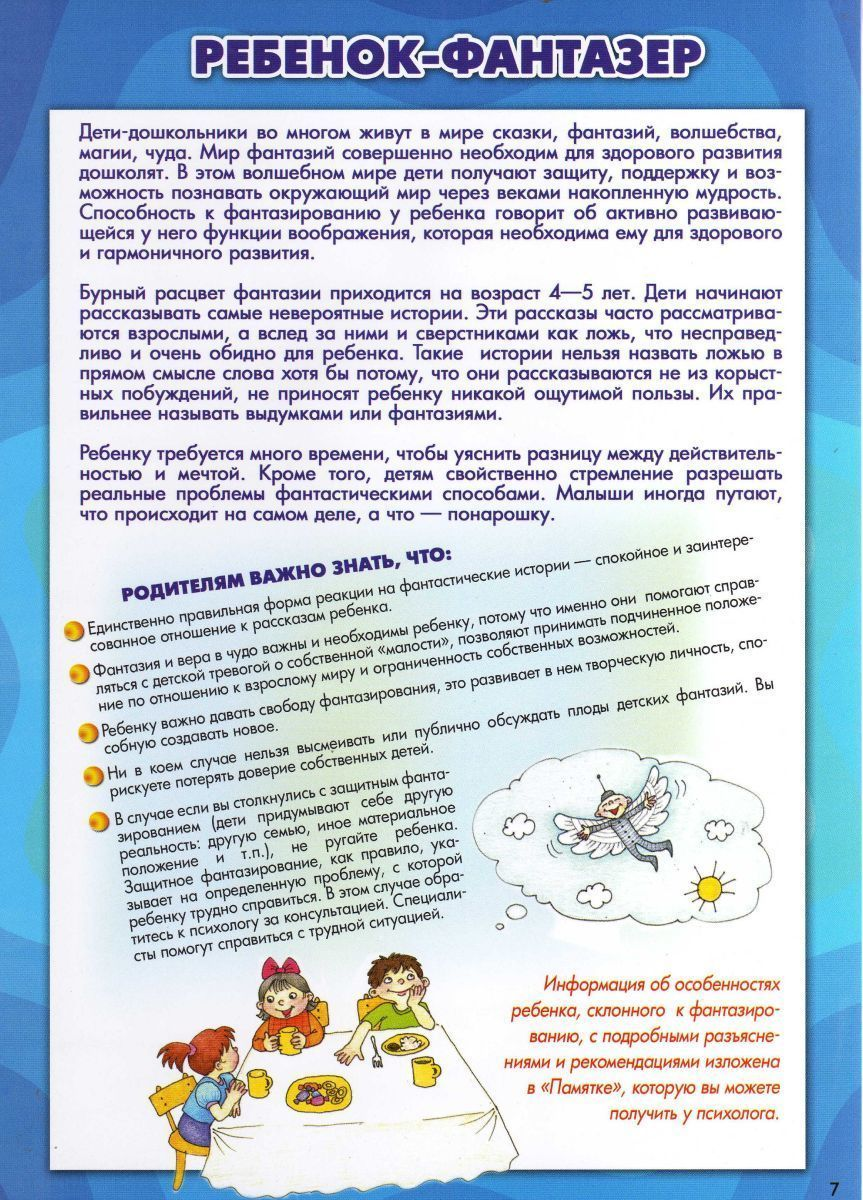 РЕБЕНОК-ФАНТАЗЕР
Дети-дошкольники во многом живут в мире сказки, фантазий, волшебства,
магии, чуда. Мир фантазий совершенно необходим для здорового развития
дошколят. В этом волшебном мире дети получают защиту, поддержку и воз-
можность познавать окружающий мир через веками накопленную мудрость.
Способность к фантазированию у ребенка говорит об активно развиваю-
щейся у него функции воображения, которая необходима ему для здорового
и гармоничного развития.
Бурный расцвет фантазии приходится на возраст 4—5 лет. Дети начинают
рассказывать самые невероятные истории. Эти рассказы часто рассматрива-
ются взрослыми, а вслед за ними и сверстниками как ложь, что несправед-
ливо и очень обидно для ребенка. Такие истории нельзя назвать ложью в
прямом смысле слова хотя бы потому, что они рассказываются не из корыст-
ных побуждений, не приносят ребенку никакой ощутимой пользы. Их пра-
вильнее называть выдумками или фантазиями.
Ребенку требуется много времени, чтобы уяснить разницу между действитель-
ностью и мечтой. Кроме того, детям свойственно стремление разрешать
реальные проблемы фантастическими способами. Малыши иногда путают,
что происходит на самом деле, а что — понарошку.
РОДИТЕЛЯМ ВАЖНО ЗНАТЬ, ЧТО:
Единственно правильная форма реакции на фантастические истории — спокойное и заинтере-
сованное отношение к рассказам ребенка.
Фантазия и вера в чудо важны и необходимы ребенку, потому что именно они помогают справ-
ляться с детской тревогой о собственной «малости», позволяют принимать подчиненное положе-
ние по отношению к взрослому миру и ограниченность собственных возможностей.
Ребенку важно давать свободу фантазирования, это развивает в нем творческую личность, спо-
собную создавать новое.
Ни в коем случае нельзя высмеивать или публично обсуждать плоды детских фантазий. Вы
рискуете потерять доверие собственных детей.
В случае если вы столкнулись с защитным фанта-
зированием (дети придумывают себе другую
реальность: другую семью, иное материальное
положение и т.п.), не ругайте ребенка.
Защитное фантазирование, как правило, ука-
зывает на определенную проблему, с которой
ребенку трудно справиться. В этом случае обра-
титесь к психологу за консультацией. Специали-
сты помогут справиться с трудной ситуацией.
Информация об особенностях
ребенка, склонного к фантазиро-
ванию, с подробными разъясне-
ниями и рекомендациями изложена
в «Памятке», которую вы можете
получить у психолога.
7